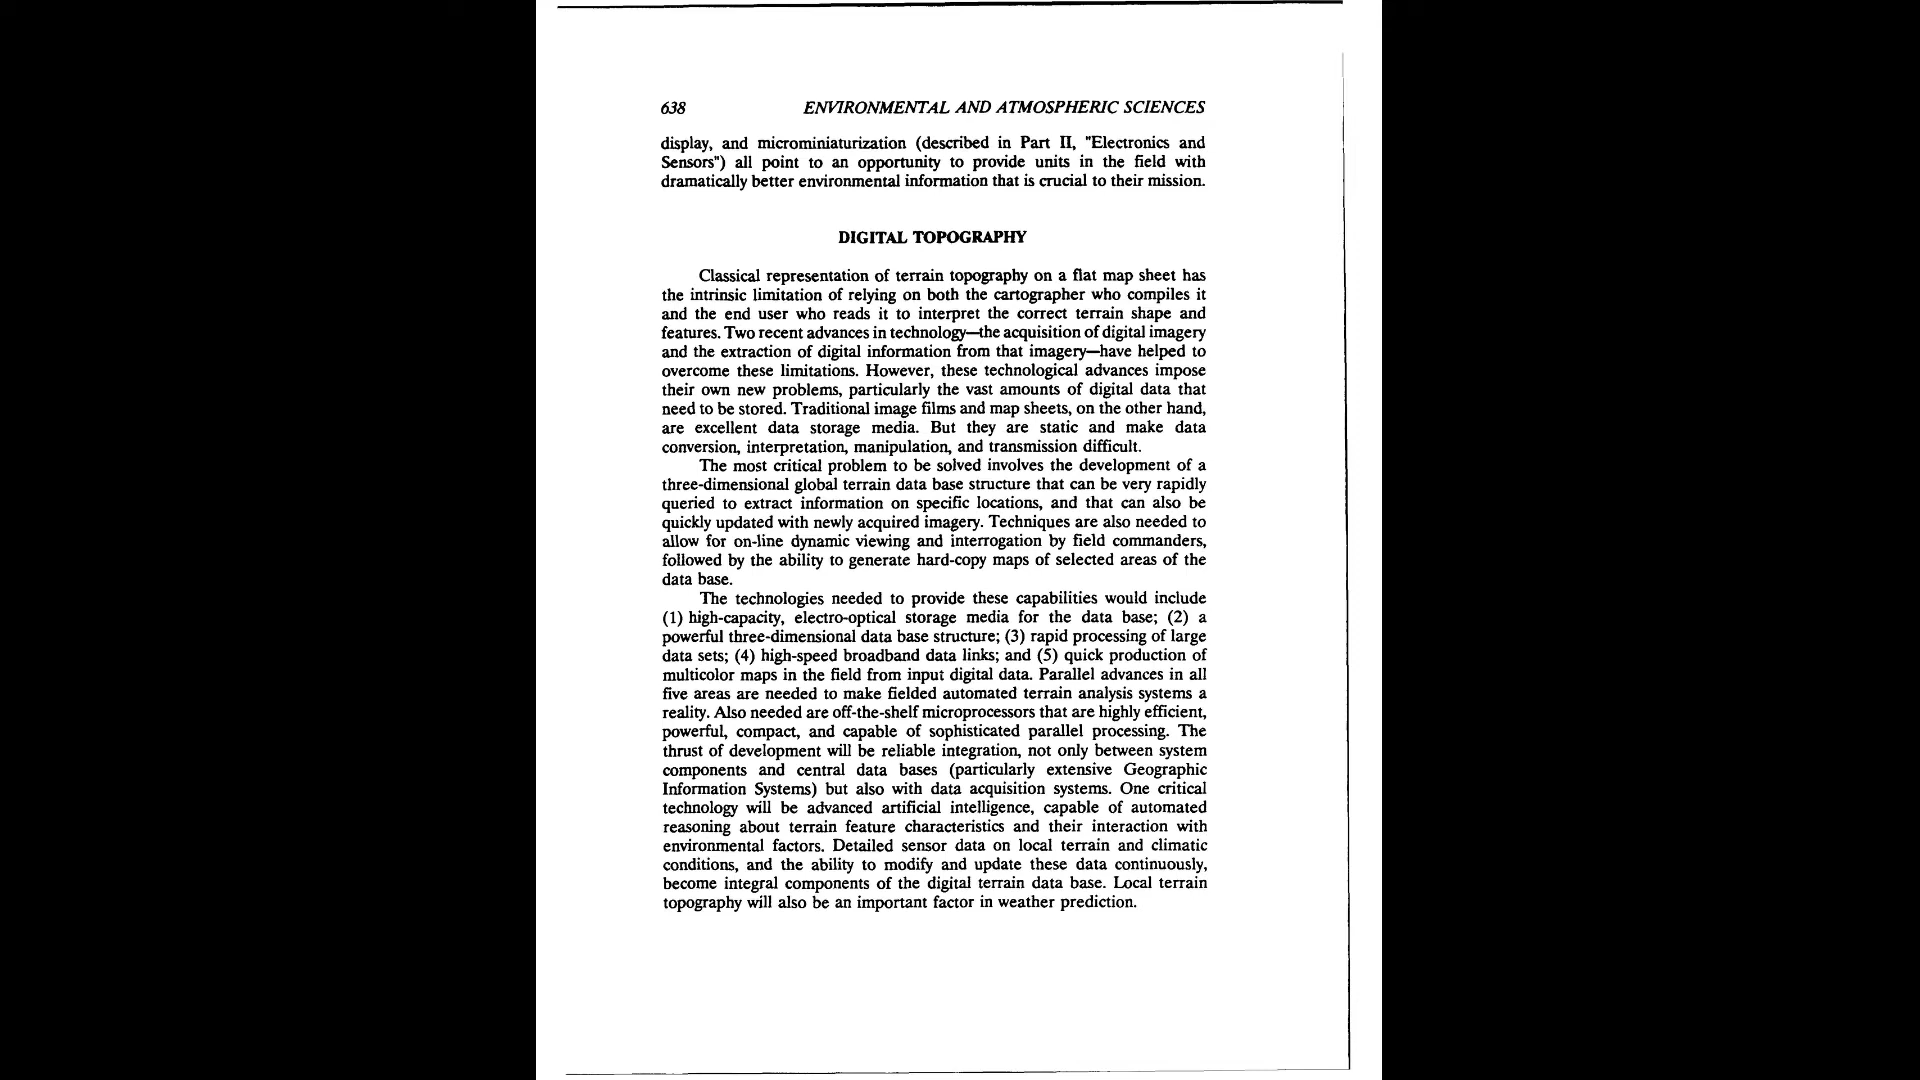 638 ENVIRONMENTAL AND ATMOSPHERIC SCIENCES
display, and microminiaturization (described in Part II, "Electronics and
Sensors") all point to an opportunity to provide units in the field with
dramatically better environmental information that is crucial to their mission.
DIGITAL TOPOGRAPHY
Classical representation of terrain topography on a flat map sheet has
the intrinsic limitation of relying on both the cartographer who compiles it
and the end user who reads it to interpret the correct terrain shape and
features. Two recent advances in technology—the acquisition of digital imagery
and the extraction of digital information from that imagery—have helped to
overcome these limitations. However, these technological advances impose
their own new problems, particularly the vast amounts of digital data that
need to be stored. Traditional image films and map sheets, on the other hand,
are excellent data storage media. But they are static and make data
conversion, interpretation, manipulation, and transmission difficult.
The most critical problem to be solved involves the development of a
three-dimensional global terrain data base structure that can be very rapidly
queried to extract information on specific locations, and that can also be
quickly updated with newly acquired imagery. Techniques are also needed to
allow for on-line dynamic viewing and interrogation by field commanders,
followed by the ability to generate hard-copy maps of selected areas of the
data base.
The technologies needed to provide these capabilities would include
(1) high-capacity, electro-optical storage media for the data base; (2) a
powerful three-dimensional data base structure; (3) rapid processing of large
data sets; (4) high-speed broadband data links; and (5) quick production of
multicolor maps in the field from input digital data. Parallel advances in all
five areas are needed to make fielded automated terrain analysis systems a
reality. Also needed are off-the-shelf microprocessors that are highly efficient,
powerful, compact, and capable of sophisticated parallel processing. The
thrust of development will be reliable integration, not only between system
components and central data bases (particularly extensive Geographic
Information Systems) but also with data acquisition systems. One critical
technology will be advanced artificial intelligence, capable of automated
reasoning about terrain feature characteristics and their interaction with
environmental factors. Detailed sensor data on local terrain and climatic
conditions, and the ability to modify and update these data continuously,
become integral components of the digital terrain data base. Local terrain
topography will also be an important factor in weather prediction.